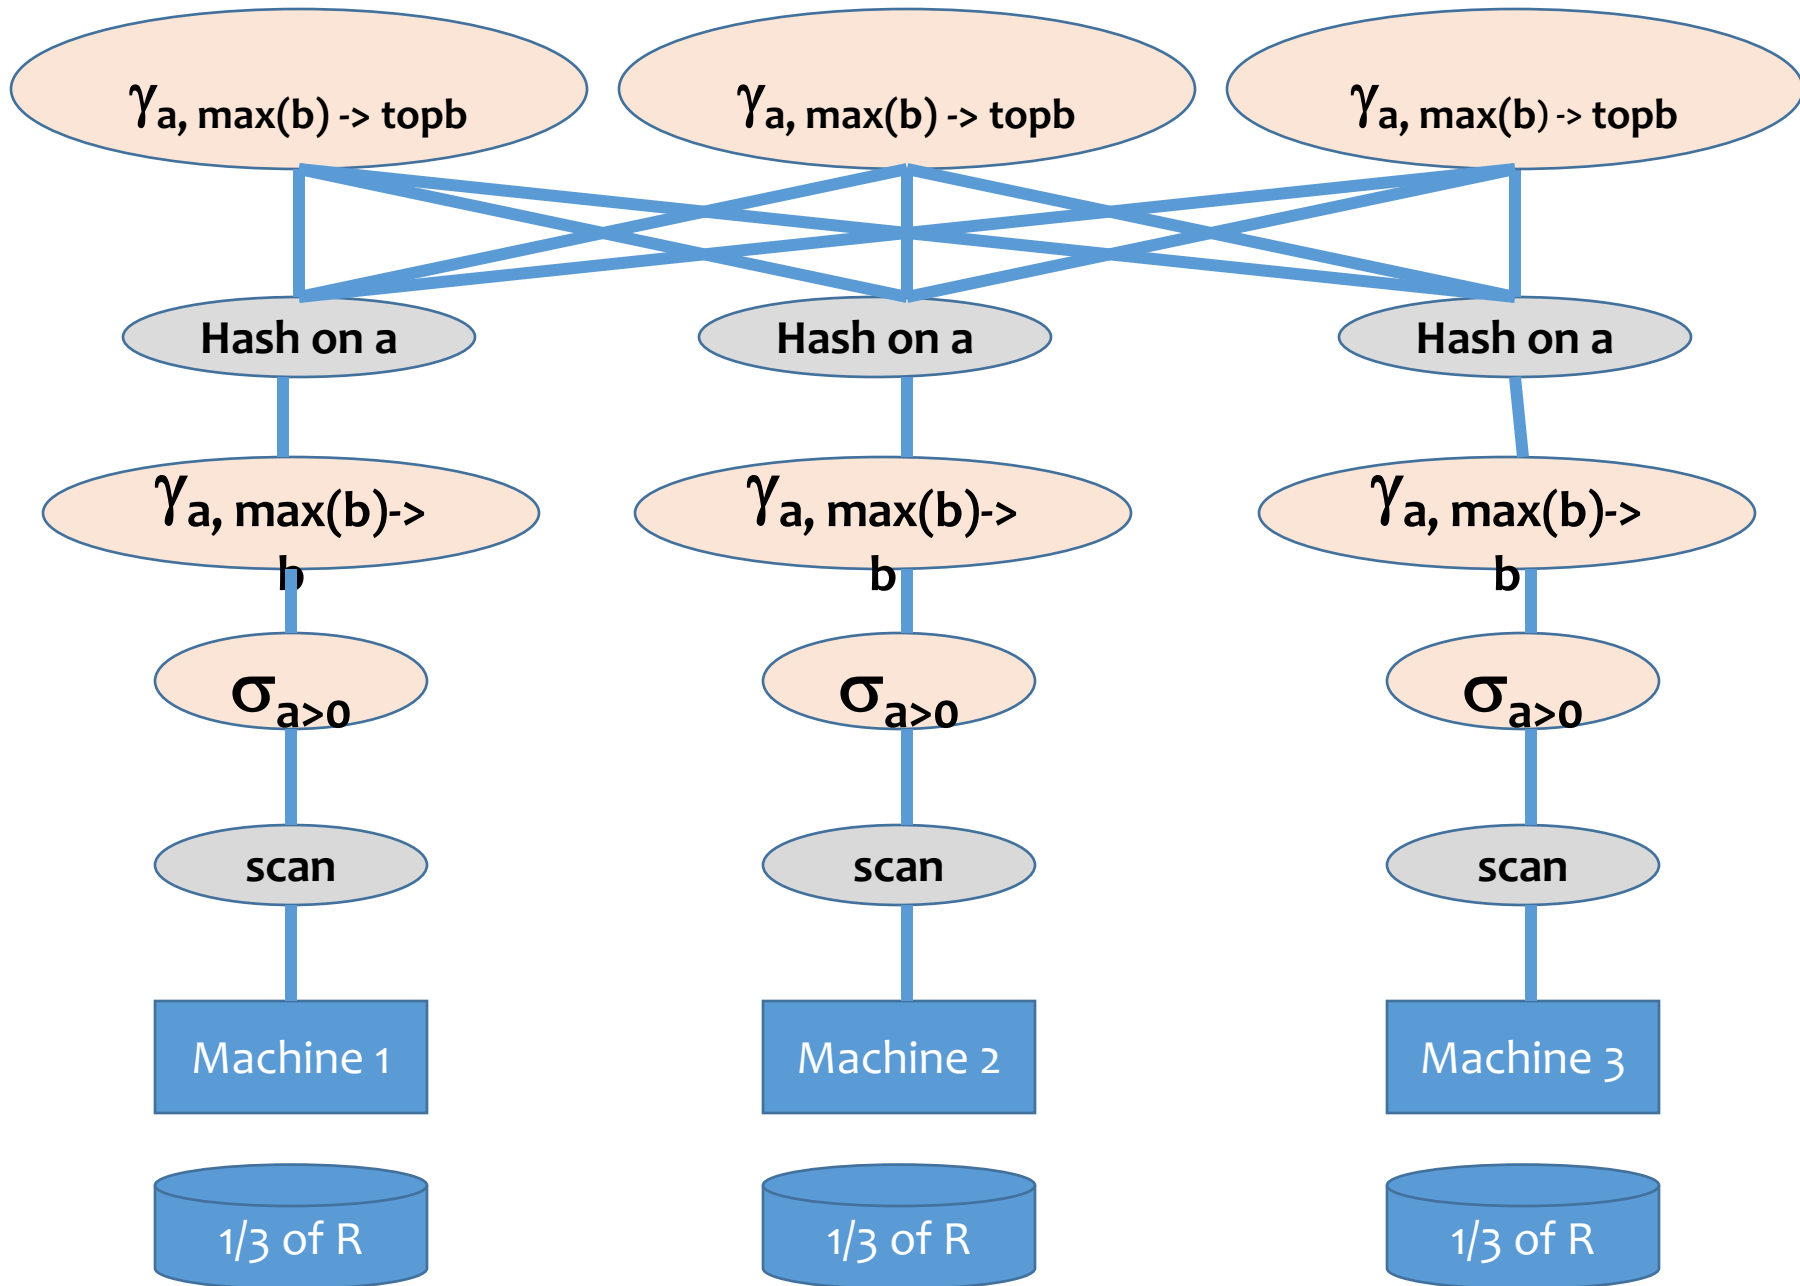 γa, max(b) -> topb
γa, max(b) -> topb
γa, max(b) -> topb
Hash on a
Hash on a
Hash on a
γa, max(b)->
b
γa, max(b)->
b
γa, max(b)->
b
σa>0
σa>0
σa>0
scan
scan
scan
Machine 1
Machine 2
Machine 3
1/3 of R
1/3 of R
1/3 of R